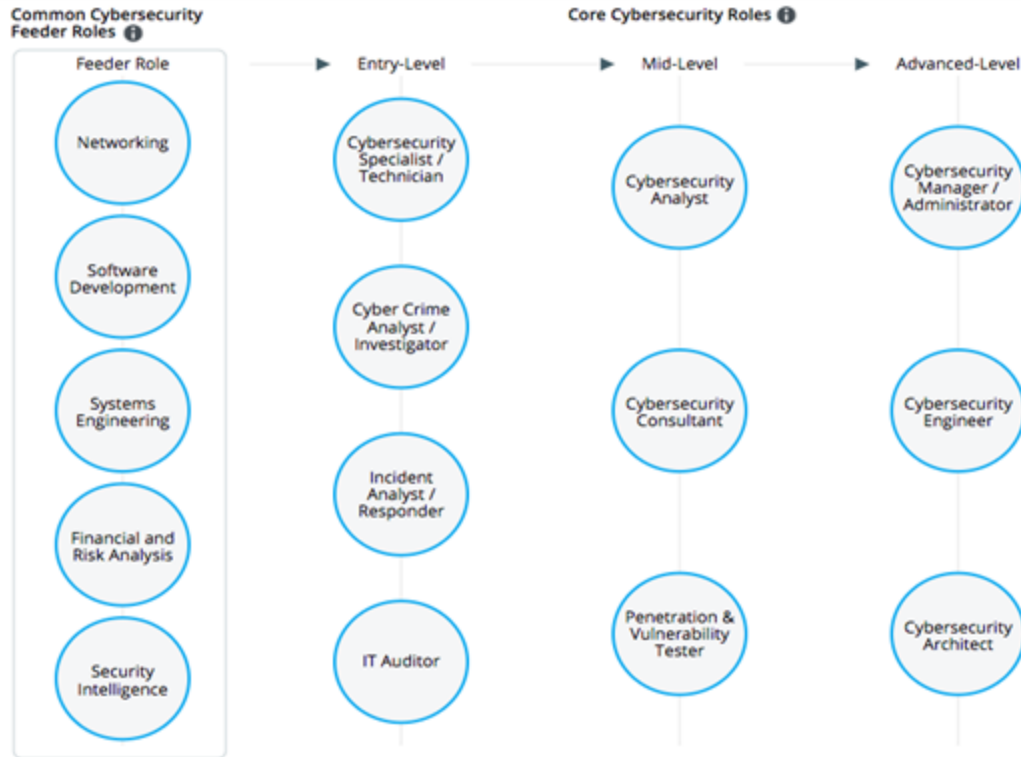 Common Cybersecurity
Feeder Roles
Core Cybersecurity Roles
Feeder Role
Entry-Level
Mid-Level
Advanced-Level
Networking
Software
Development
Systems
Engineering
Financial and
Risk Analysis
Security
Intelligence
Cybersecurity
Specialist /
Technician
Cyber Crime
Analyst /
Investigator
Incident
Analyst /
Responder
IT Auditor
Cybersecurity
Analyst
Cybersecurity
Consultant
Penetration &
Vulnerability
Tester
Cybersecurity
Manager /
Administrator
Cybersecurity
Engineer
Cybersecurity
Architect